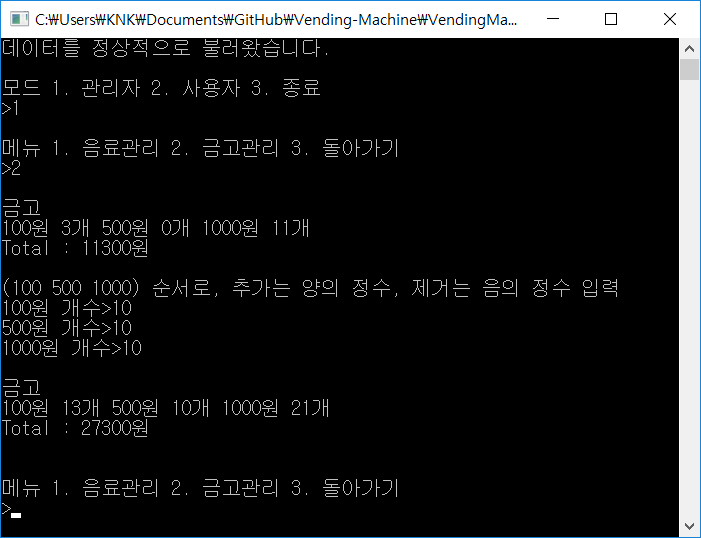 C:₩Users₩KNK₩Documents₩GitHub₩Vending-Machine₩VendingMa...
데이터를 정상적으로 불러왔습니다.
모드 1. 관리자 2. 사용자 3. 종료
>1
메뉴 1. 음료관리 2. 금고관리 3. 돌아가기
>2
금고
100원 3개 500원 0개 1000원 11개
Total : 11300원
(100 500 1000) 순서로, 추가는 양의 정수, 제거는 음의 정수 입력
100원 개수>10
500원 개수>10
1000원 개수>10
금고
100원 13개 500원 10개 1000원 21개
Total : 27300원
메뉴 1. 음료관리 2. 금고관리 3. 돌아가기
>